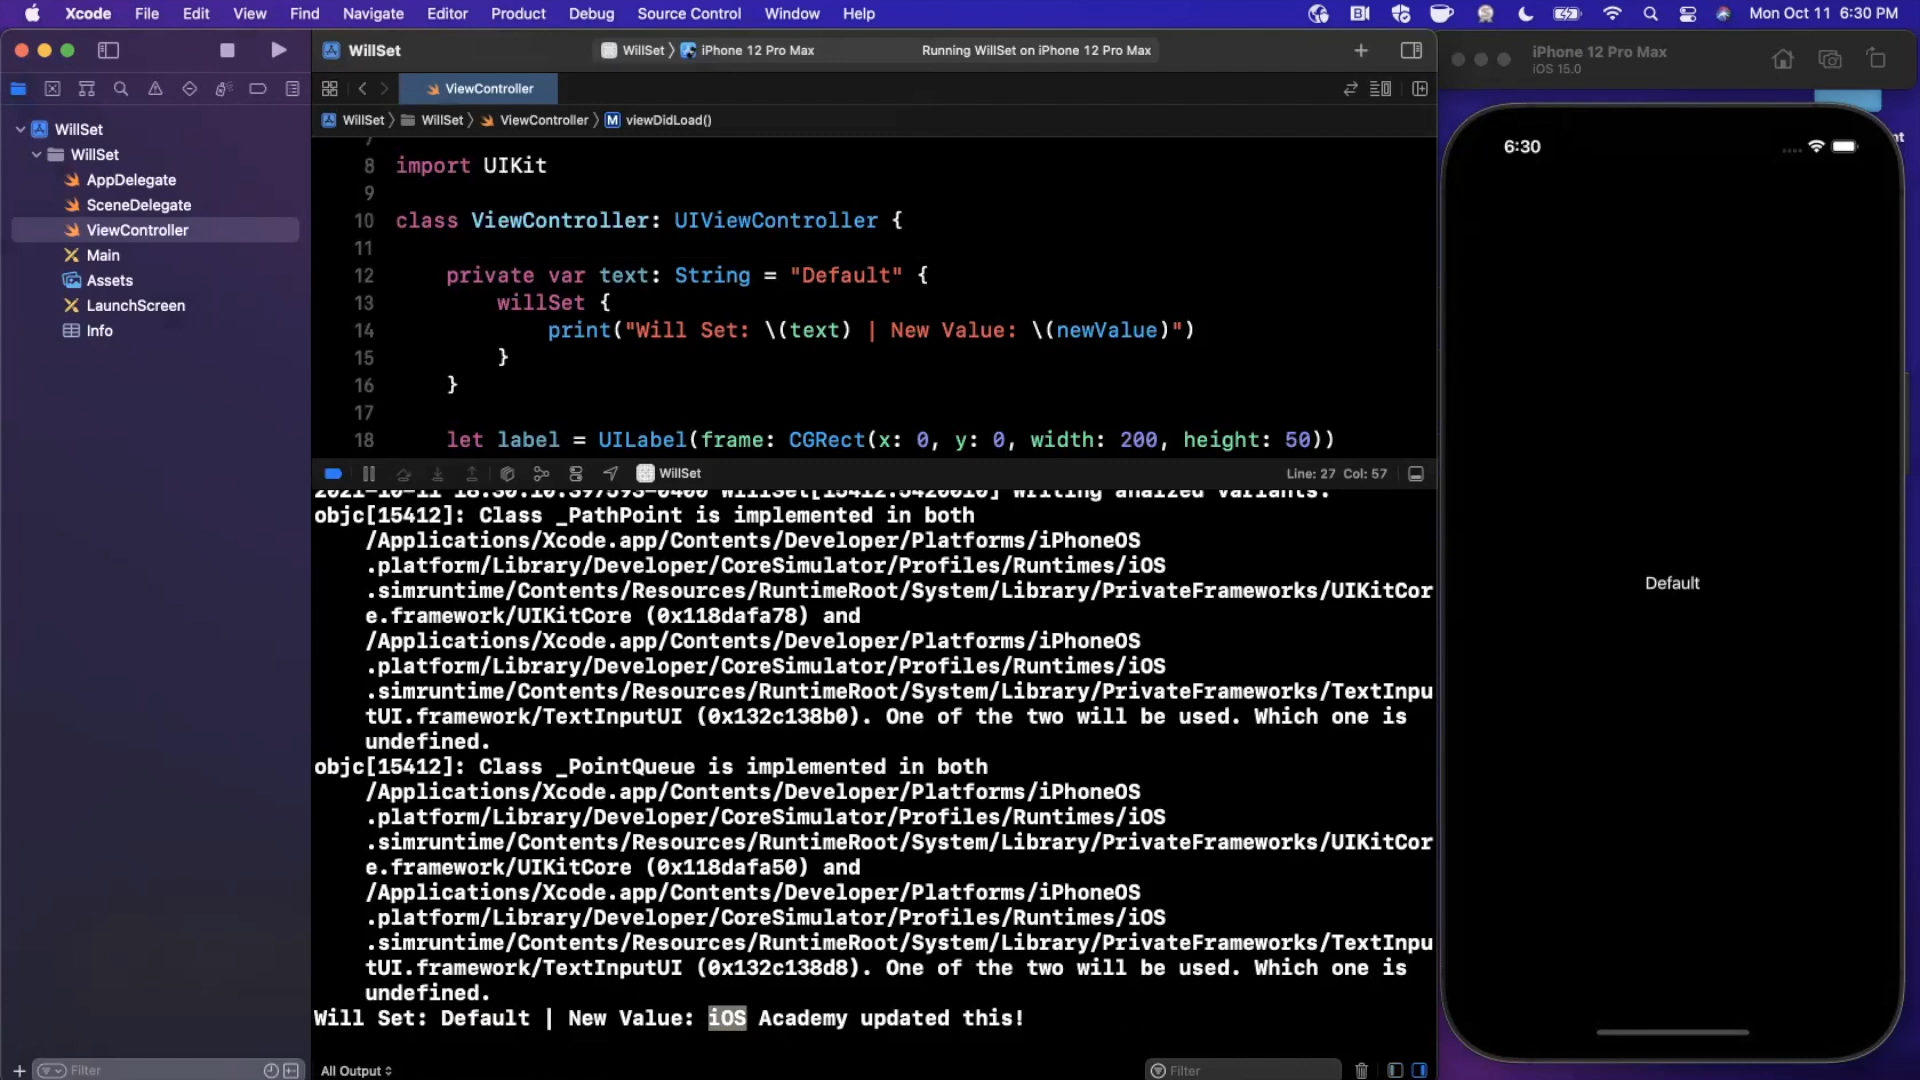 Xcode File Edit View Find Navigate Editor Product Debug Source Control Window Help Mon Oct 11 6:30 PM
WillSet WillSet iPhone 12 Pro Max Running WillSet on iPhone 12 Pro Max
iPhone 12 Pro Max
iOS 15.0
ViewController
WillSet WillSet ViewController M viewDidLoad()
WillSet
WillSet
AppDelegate
SceneDelegate
ViewController
Main
Assets
LaunchScreen
Info
8 import UIKit
9
10 class ViewController: UIViewController {
11
12 private var text: String = "Default" {
13 willSet {
14 print("Will Set: \(text) | New Value: \(newValue)")
15 }
16 }
17
18 let label = UILabel(frame: CGRect(x: 0, y: 0, width: 200, height: 50))
WillSet Line: 27 Col: 57
objc[15412]: Class _PathPoint is implemented in both
/Applications/Xcode.app/Contents/Developer/Platforms/iPhoneOS
.platform/Library/Developer/CoreSimulator/Profiles/Runtimes/iOS
.simruntime/Contents/Resources/RuntimeRoot/System/Library/PrivateFrameworks/UIKitCor
e.framework/UIKitCore (0x118dafa78) and
/Applications/Xcode.app/Contents/Developer/Platforms/iPhoneOS
.platform/Library/Developer/CoreSimulator/Profiles/Runtimes/iOS
.simruntime/Contents/Resources/RuntimeRoot/System/Library/PrivateFrameworks/TextInpu
tUI.framework/TextInputUI (0x132c138b0). One of the two will be used. Which one is
undefined.
objc[15412]: Class _PointQueue is implemented in both
/Applications/Xcode.app/Contents/Developer/Platforms/iPhoneOS
.platform/Library/Developer/CoreSimulator/Profiles/Runtimes/iOS
.simruntime/Contents/Resources/RuntimeRoot/System/Library/PrivateFrameworks/UIKitCor
e.framework/UIKitCore (0x118dafa50) and
/Applications/Xcode.app/Contents/Developer/Platforms/iPhoneOS
.platform/Library/Developer/CoreSimulator/Profiles/Runtimes/iOS
.simruntime/Contents/Resources/RuntimeRoot/System/Library/PrivateFrameworks/TextInpu
tUI.framework/TextInputUI (0x132c138d8). One of the two will be used. Which one is
undefined.
Will Set: Default | New Value: iOS Academy updated this!
Filter
All Output
Filter
6:30
Default